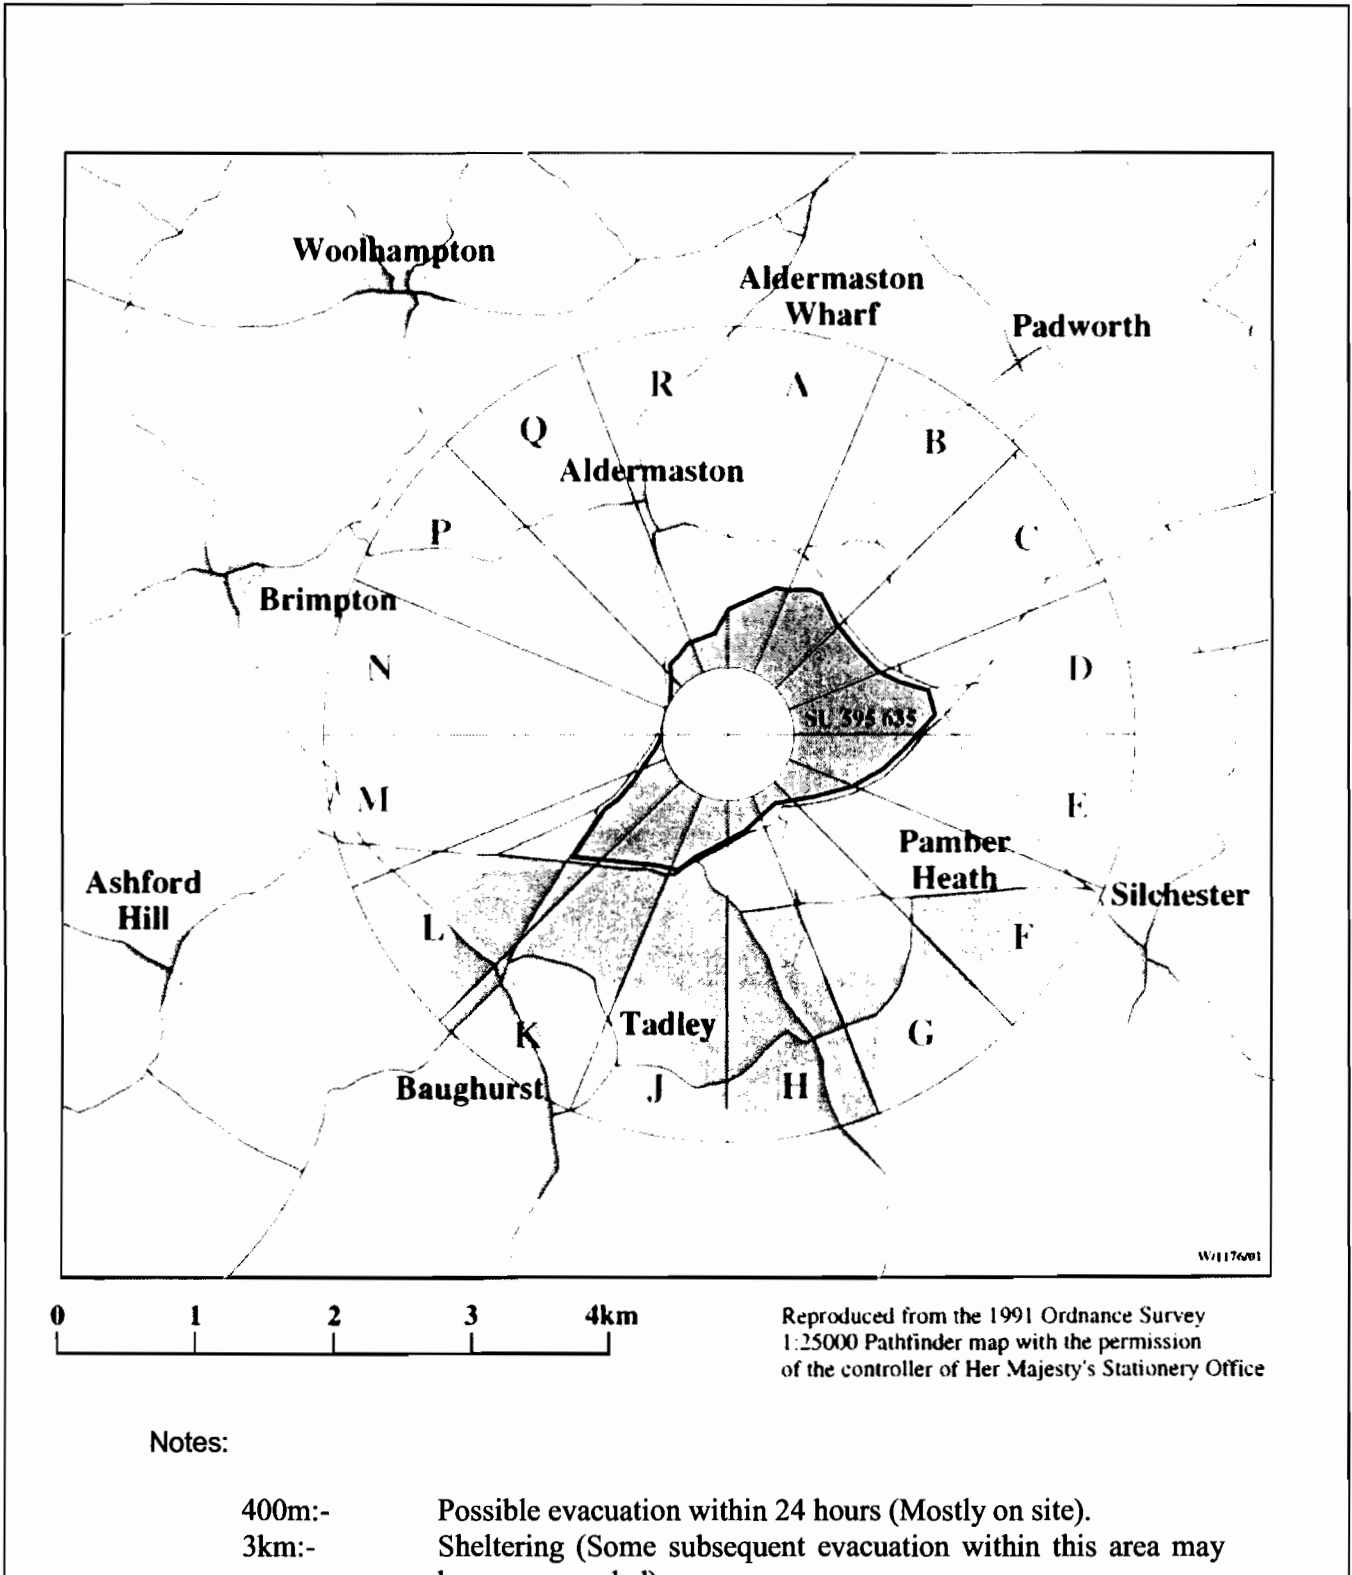 Woolhampton
Aldermaston
Wharf
Padworth
R
A
Q
B
Aldermaston
P
C
Brimpton
N
D
SU 595 635
M
E
Pamber
Heath
Ashford
Hill
Silchester
L
F
Tadley
K
G
Baughurst
J
H
W/1176/01
0 1 2 3 4km
Reproduced from the 1991 Ordnance Survey
1:25000 Pathfinder map with the permission
of the controller of Her Majesty's Stationery Office
Notes:
400m:- Possible evacuation within 24 hours (Mostly on site).
3km:- Sheltering (Some subsequent evacuation within this area may